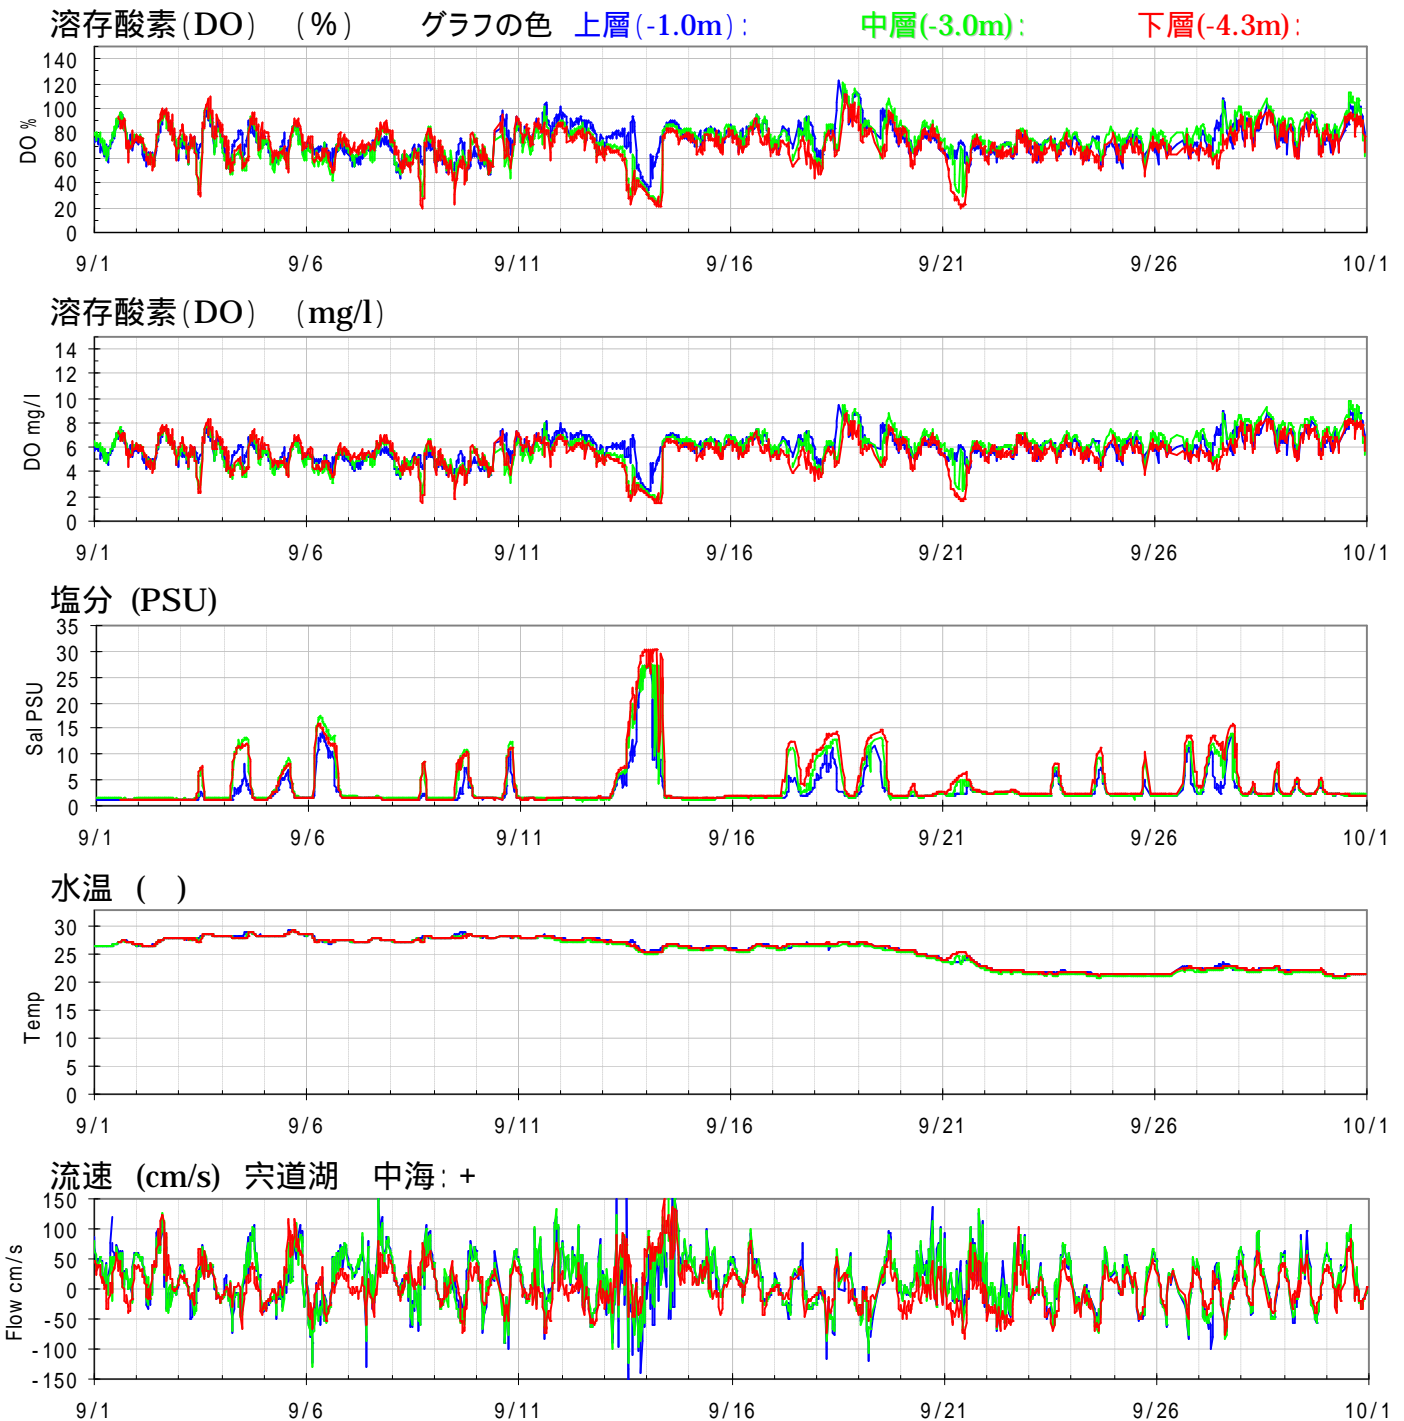 溶存酸素(DO) (%) グラフの色 上層(-1.0m): 中層(-3.0m): 下層(-4.3m):
140
120
100
80
60
40
20
0
DO %
9/1 9/6 9/11 9/16 9/21 9/26 10/1
溶存酸素(DO) (mg/l)
14
12
10
8
6
4
2
0
DO mg/l
9/1 9/6 9/11 9/16 9/21 9/26 10/1
塩分 (PSU)
35
30
25
20
15
10
5
0
Sal PSU
9/1 9/6 9/11 9/16 9/21 9/26 10/1
水温 ( )
30
25
20
15
10
5
0
Temp
9/1 9/6 9/11 9/16 9/21 9/26 10/1
流速 (cm/s) 宍道湖 中海: +
150
100
50
0
-50
-100
-150
Flow cm/s
9/1 9/6 9/11 9/16 9/21 9/26 10/1